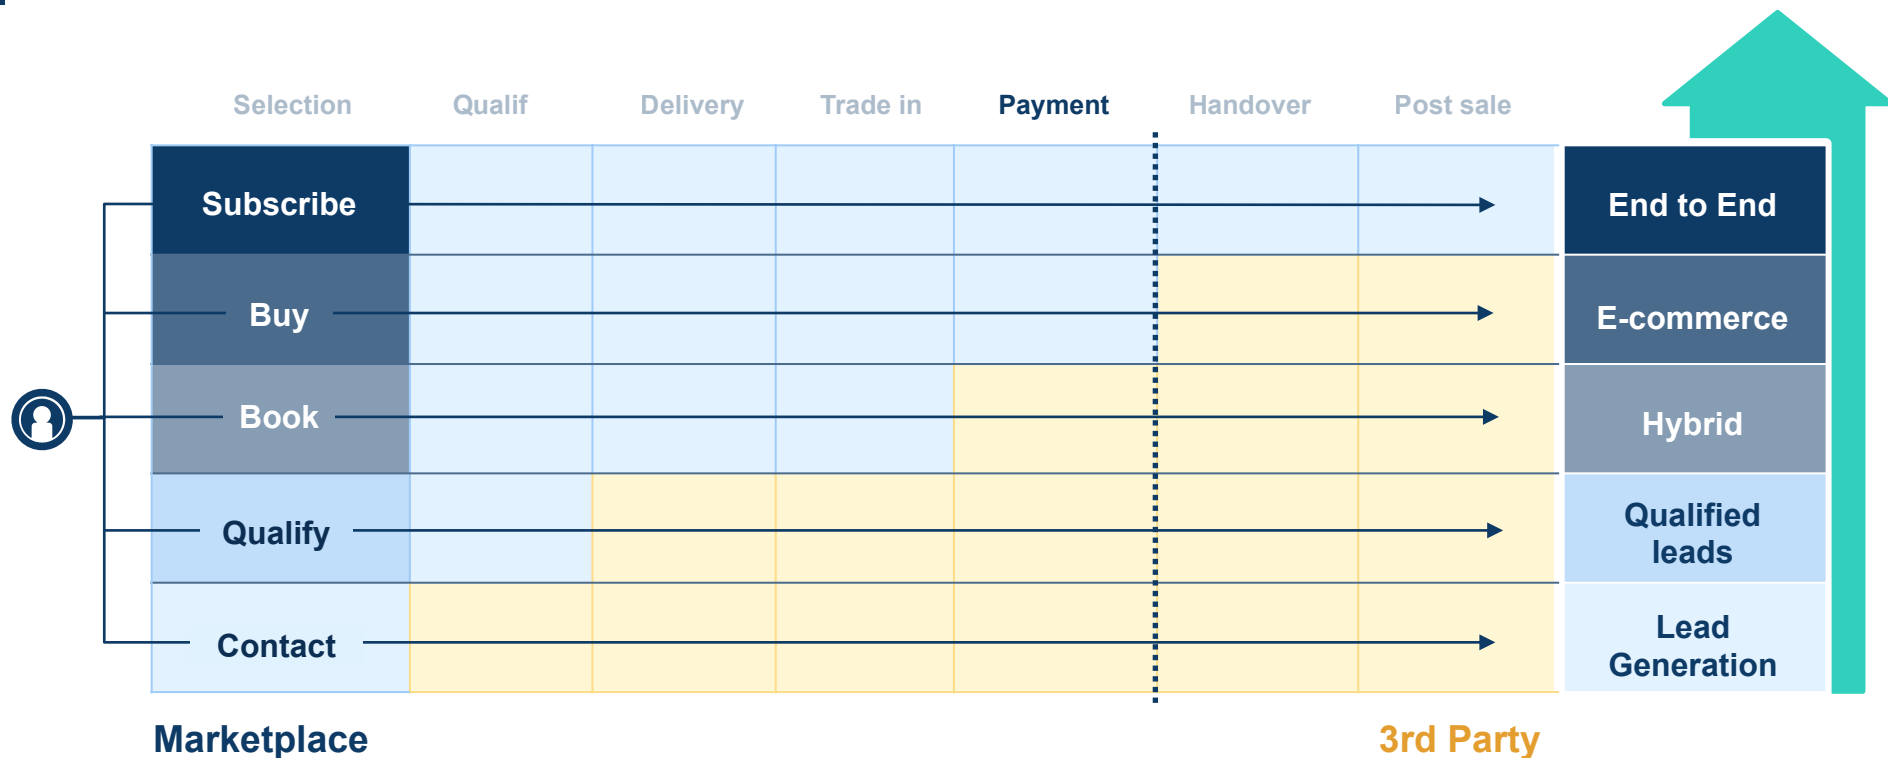 Selection Qualif Delivery Trade in Payment Handover Post sale
Subscribe End to End
Buy E-commerce
Book Hybrid
Qualify Qualified
leads
Contact Lead
Generation
Marketplace 3rd Party